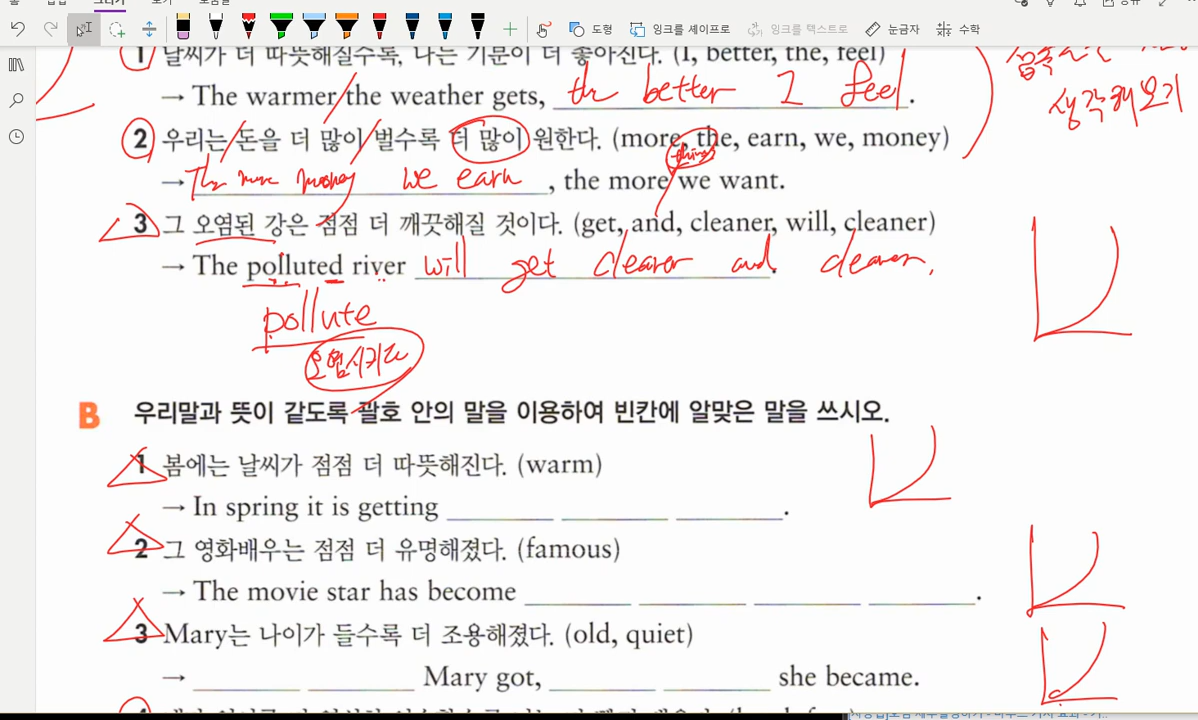 도형 잉크를 셰이프로 잉크를 텍스트로 눈금자 수학
1 날씨가 더 따뜻해질수록, 나는 기분이 더 좋아진다. (I, better, the, feel)
→ The warmer the weather gets, the better I feel.
생각해보기
2 우리는 돈을 더 많이 벌수록 더 많이 원한다. (more, the, earn, we, money)
things
→ The more money we earn, the more we want.
3 그 오염된 강은 점점 더 깨끗해질 것이다. (get, and, cleaner, will, cleaner)
→ The polluted river will get cleaner and cleaner.
pollute
오염시키다
B 우리말과 뜻이 같도록 괄호 안의 말을 이용하여 빈칸에 알맞은 말을 쓰시오.
1 봄에는 날씨가 점점 더 따뜻해진다. (warm)
→ In spring it is getting ______ ______ ______.
2 그 영화배우는 점점 더 유명해졌다. (famous)
→ The movie star has become ______ ______ ______ ______.
3 Mary는 나이가 들수록 더 조용해졌다. (old, quiet)
→ ______ ______ Mary got, ______ ______ she became.